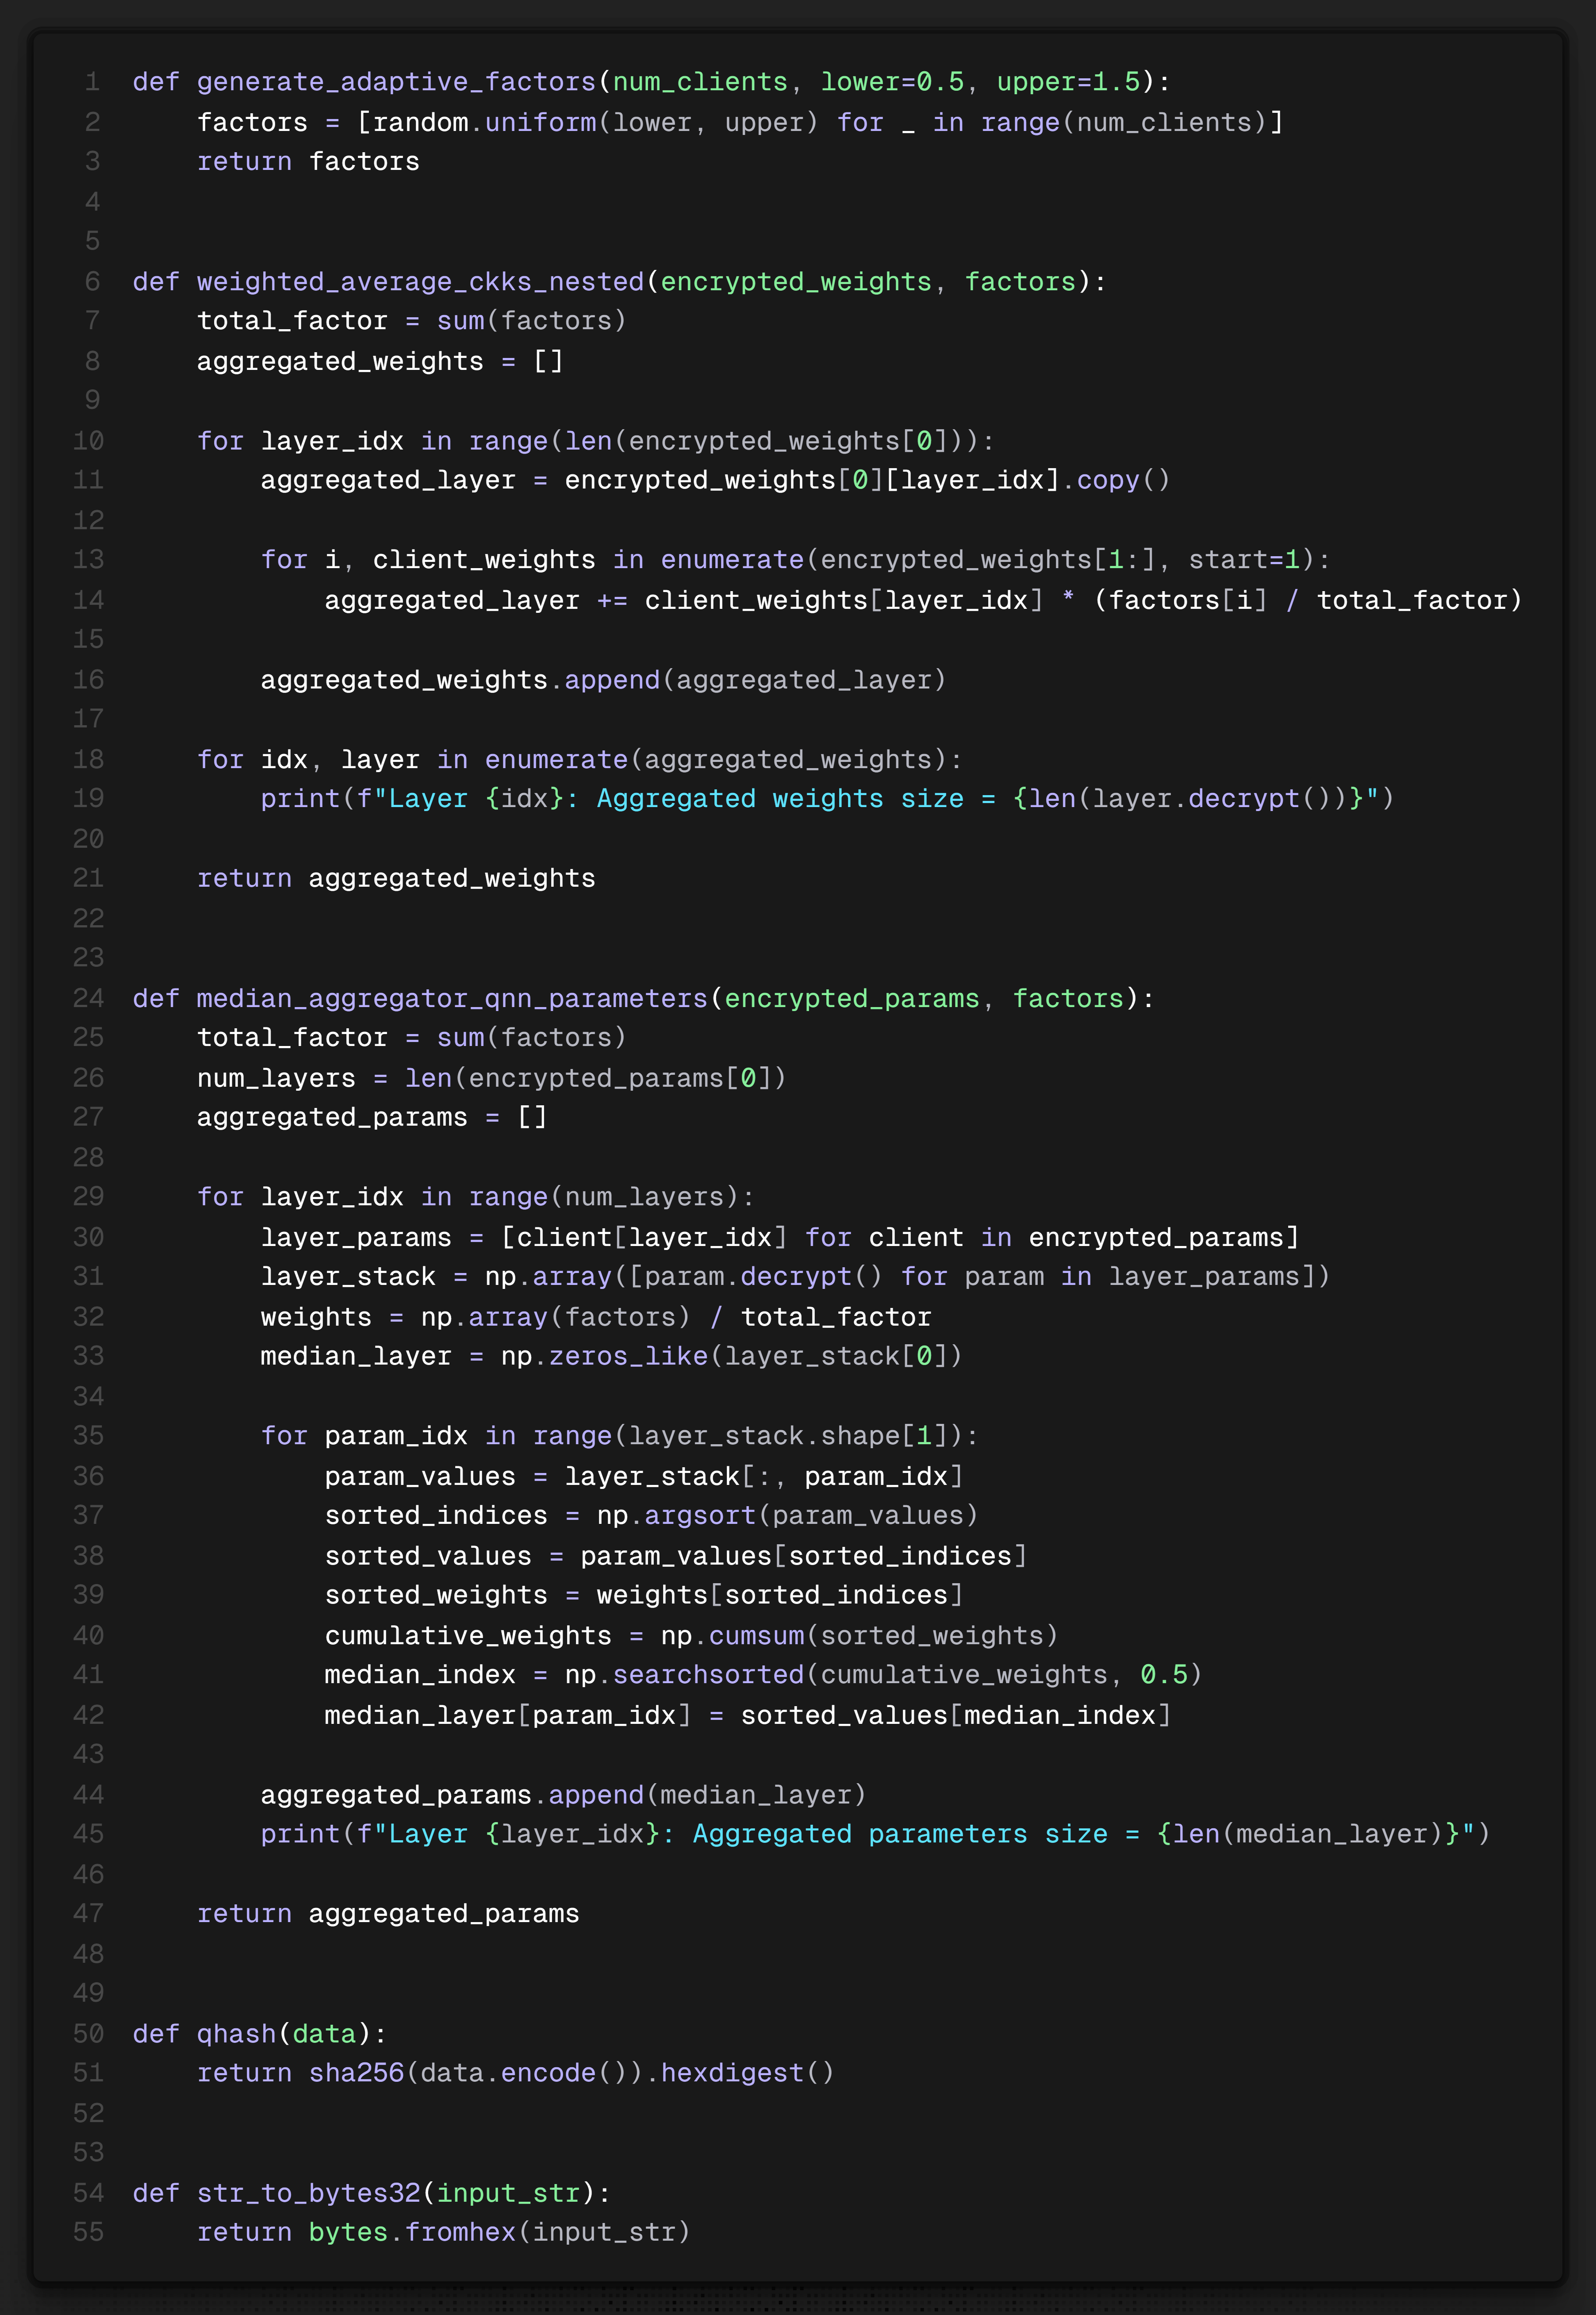 1 def generate_adaptive_factors(num_clients, lower=0.5, upper=1.5):
2     factors = [random.uniform(lower, upper) for _ in range(num_clients)]
3     return factors
4
5
6 def weighted_average_ckks_nested(encrypted_weights, factors):
7     total_factor = sum(factors)
8     aggregated_weights = []
9
10     for layer_idx in range(len(encrypted_weights[0])):
11         aggregated_layer = encrypted_weights[0][layer_idx].copy()
12
13         for i, client_weights in enumerate(encrypted_weights[1:], start=1):
14             aggregated_layer += client_weights[layer_idx] * (factors[i] / total_factor)
15
16         aggregated_weights.append(aggregated_layer)
17
18     for idx, layer in enumerate(aggregated_weights):
19         print(f"Layer {idx}: Aggregated weights size = {len(layer.decrypt())}")
20
21     return aggregated_weights
22
23
24 def median_aggregator_qnn_parameters(encrypted_params, factors):
25     total_factor = sum(factors)
26     num_layers = len(encrypted_params[0])
27     aggregated_params = []
28
29     for layer_idx in range(num_layers):
30         layer_params = [client[layer_idx] for client in encrypted_params]
31         layer_stack = np.array([param.decrypt() for param in layer_params])
32         weights = np.array(factors) / total_factor
33         median_layer = np.zeros_like(layer_stack[0])
34
35         for param_idx in range(layer_stack.shape[1]):
36             param_values = layer_stack[:, param_idx]
37             sorted_indices = np.argsort(param_values)
38             sorted_values = param_values[sorted_indices]
39             sorted_weights = weights[sorted_indices]
40             cumulative_weights = np.cumsum(sorted_weights)
41             median_index = np.searchsorted(cumulative_weights, 0.5)
42             median_layer[param_idx] = sorted_values[median_index]
43
44         aggregated_params.append(median_layer)
45         print(f"Layer {layer_idx}: Aggregated parameters size = {len(median_layer)}")
46
47     return aggregated_params
48
49
50 def qhash(data):
51     return sha256(data.encode()).hexdigest()
52
53
54 def str_to_bytes32(input_str):
55     return bytes.fromhex(input_str)